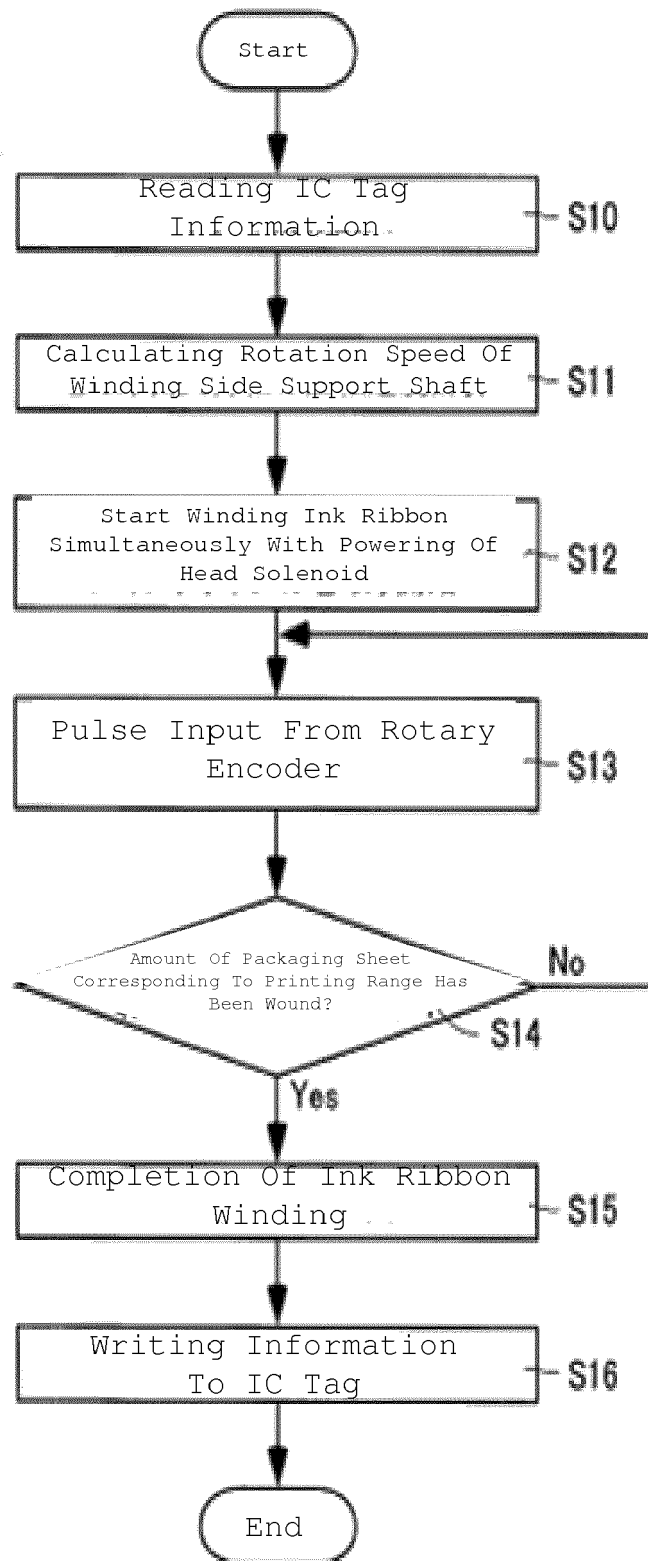 Start
Reading IC Tag
Information
S10
Calculating Rotation Speed Of
Winding Side Support Shaft
S11
Start Winding Ink Ribbon
Simultaneously With Powering Of
Head Solenoid
S12
Pulse Input From Rotary
Encoder
S13
Amount Of Packaging Sheet
Corresponding To Printing Range Has
Been Wound?
No
S14
Yes
Completion Of Ink Ribbon
Winding
S15
Writing Information
To IC Tag
S16
End